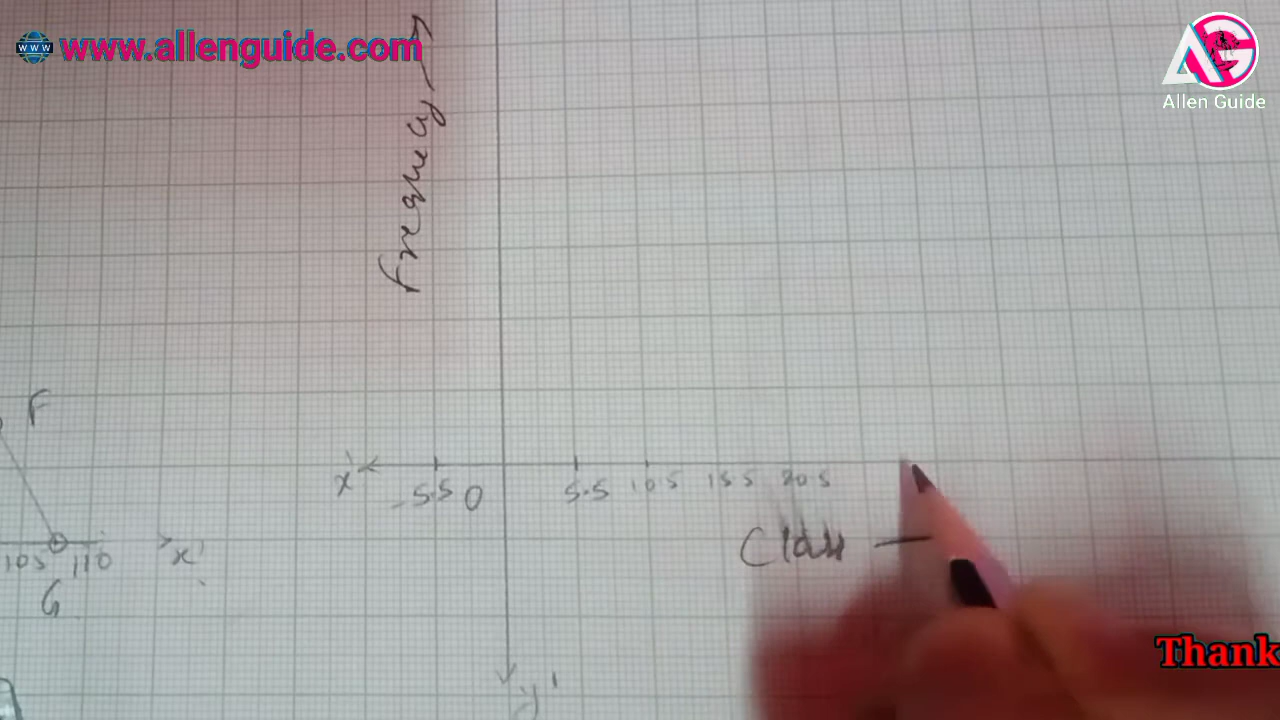 www.allenguide.com
AG
Allen Guide
Frequency
F
x' -5.5 0 5.5 10 5 15 5 20 5
105 110 x'
G
Class
y'
Thank